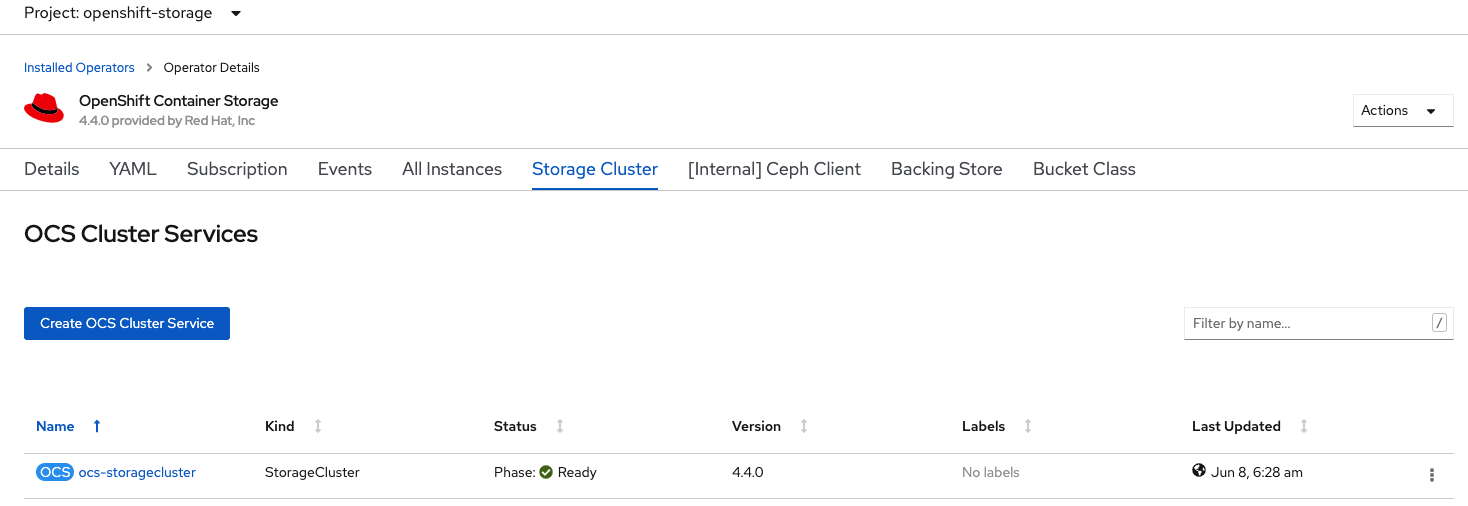 Project: openshift-storage
Installed Operators > Operator Details
OpenShift Container Storage
4.4.0 provided by Red Hat, Inc
Actions
Details YAML Subscription Events All Instances Storage Cluster [Internal] Ceph Client Backing Store Bucket Class
OCS Cluster Services
Create OCS Cluster Service Filter by name... /
Name Kind Status Version Labels Last Updated
OCS ocs-storagecluster StorageCluster Phase: Ready 4.4.0 No labels Jun 8, 6:28 am